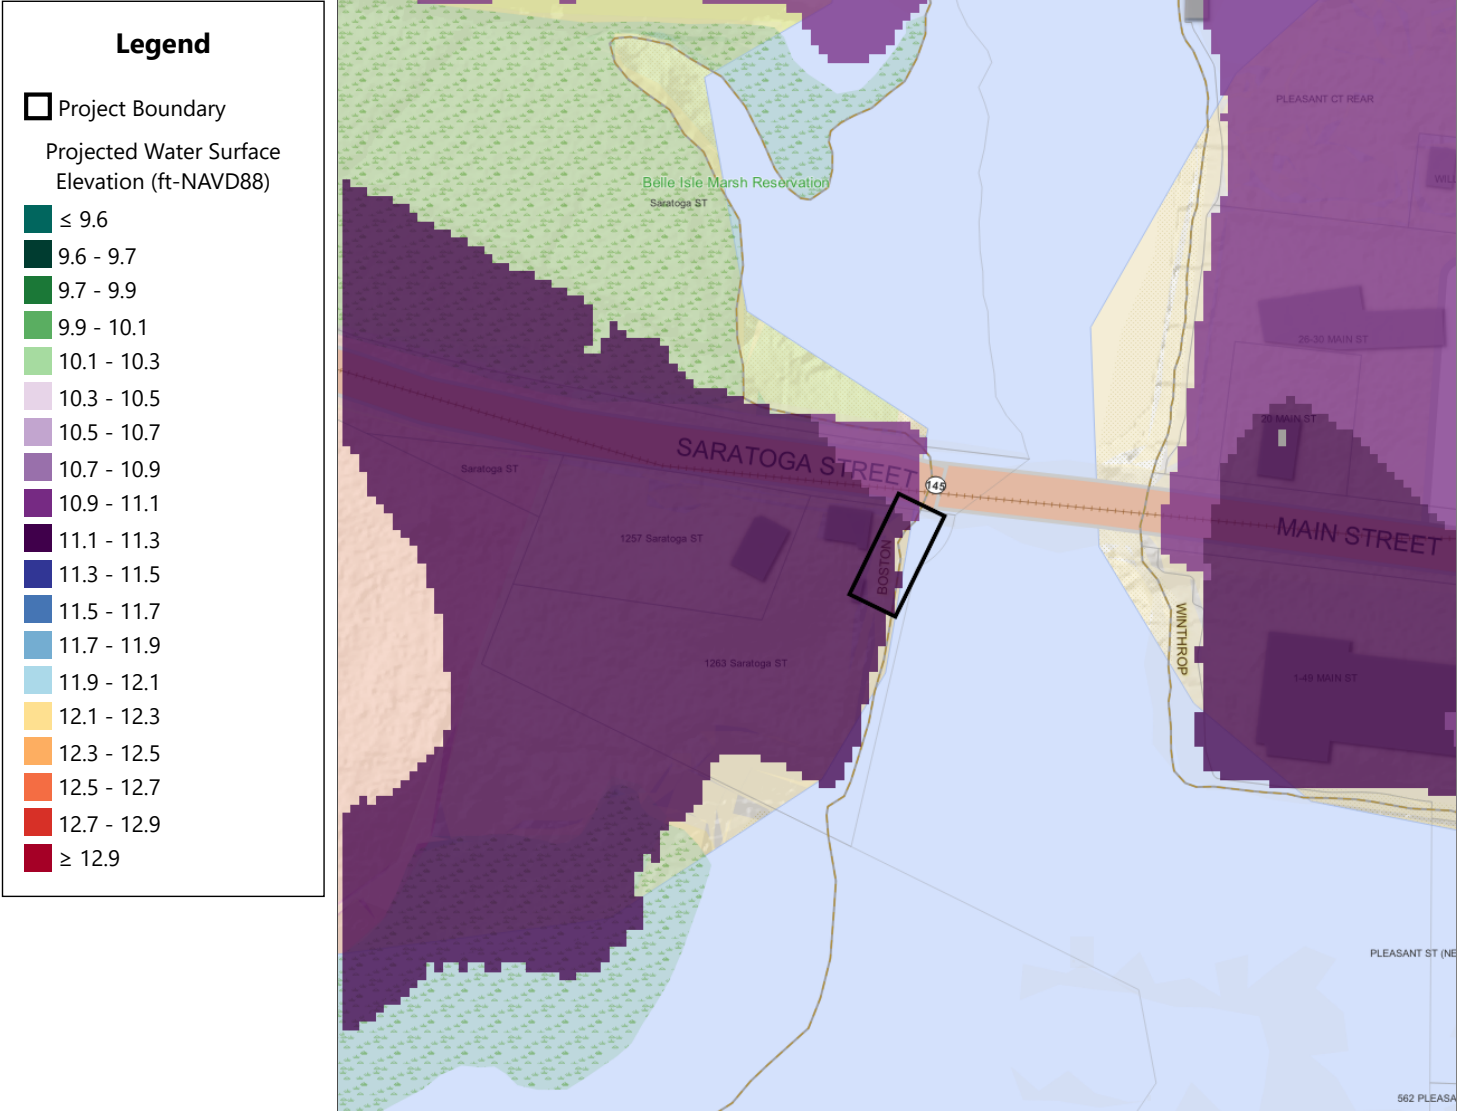 Legend
Project Boundary
Projected Water Surface
Elevation (ft-NAVD88)
≤ 9.6
9.6 - 9.7
9.7 - 9.9
9.9 - 10.1
10.1 - 10.3
10.3 - 10.5
10.5 - 10.7
10.7 - 10.9
10.9 - 11.1
11.1 - 11.3
11.3 - 11.5
11.5 - 11.7
11.7 - 11.9
11.9 - 12.1
12.1 - 12.3
12.3 - 12.5
12.5 - 12.7
12.7 - 12.9
≥ 12.9
PLEASANT CT REAR
WILL
Belle Isle Marsh Reservation
Saratoga ST
26-30 MAIN ST
20 MAIN ST
SARATOGA STREET
145
Saratoga ST
MAIN STREET
1257 Saratoga ST
BOSTON
WINTHROP
1263 Saratoga ST
1-49 MAIN ST
PLEASANT ST (NE
562 PLEASA